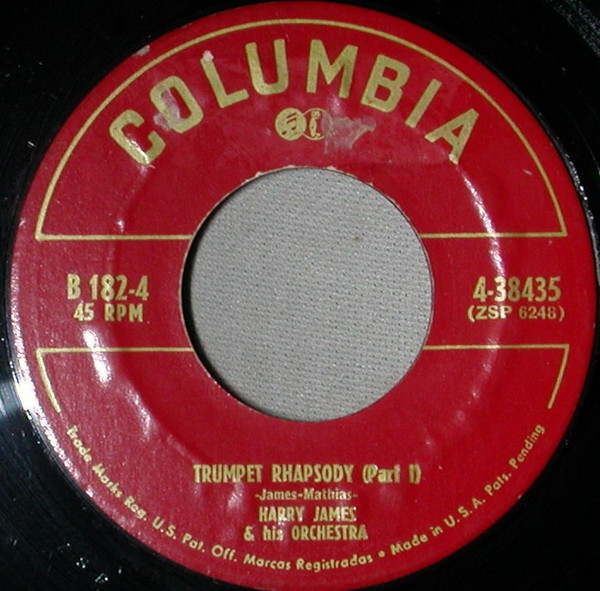 COLUMBIA
B 182-4
45 RPM
4-38435
(ZSP 6248)
TRUMPET RHAPSODY (Part I)
-James-Mathias-
HARRY JAMES
& his ORCHESTRA
Trade Marks Reg. U.S. Pat. Off. Marcas Registradas • Made in U.S.A. Pats. Pending